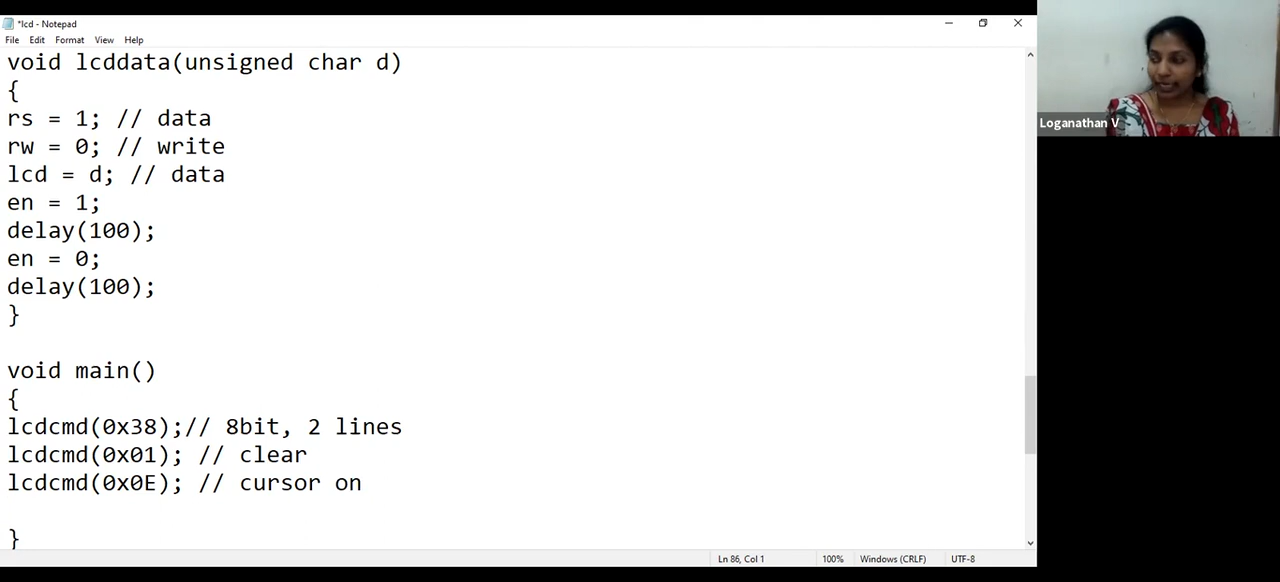 *lcd - Notepad
File Edit Format View Help
void lcddata(unsigned char d)
{
rs = 1; // data
rw = 0; // write
lcd = d; // data
en = 1;
delay(100);
en = 0;
delay(100);
}
void main()
{
lcdcmd(0x38);// 8bit, 2 lines
lcdcmd(0x01); // clear
lcdcmd(0x0E); // cursor on
}
Ln 86, Col 1 100% Windows (CRLF) UTF-8
Loganathan V